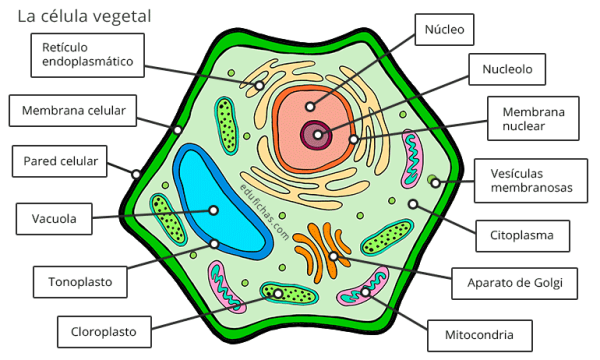 La célula vegetal
Retículo
endoplasmático
Membrana celular
Pared celular
Vacuola
Tonoplasto
Cloroplasto
Núcleo
Nucleolo
Membrana
nuclear
Vesículas
membranosas
Citoplasma
Aparato de Golgi
Mitocondria
edufichas.com